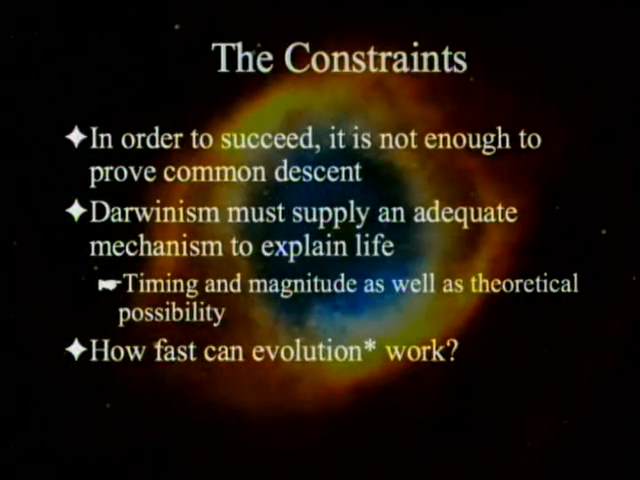 The Constraints
In order to succeed, it is not enough to
prove common descent
Darwinism must supply an adequate
mechanism to explain life
Timing and magnitude as well as theoretical
possibility
How fast can evolution* work?